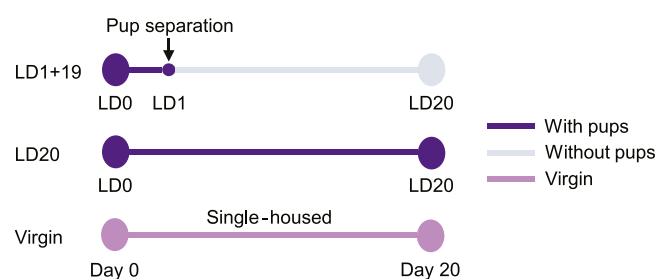 Pup separation
LD1+19
LD0 LD1 LD20
LD20
LD0 LD20
With pups
Without pups
Virgin
Virgin
Single-housed
Day 0 Day 20